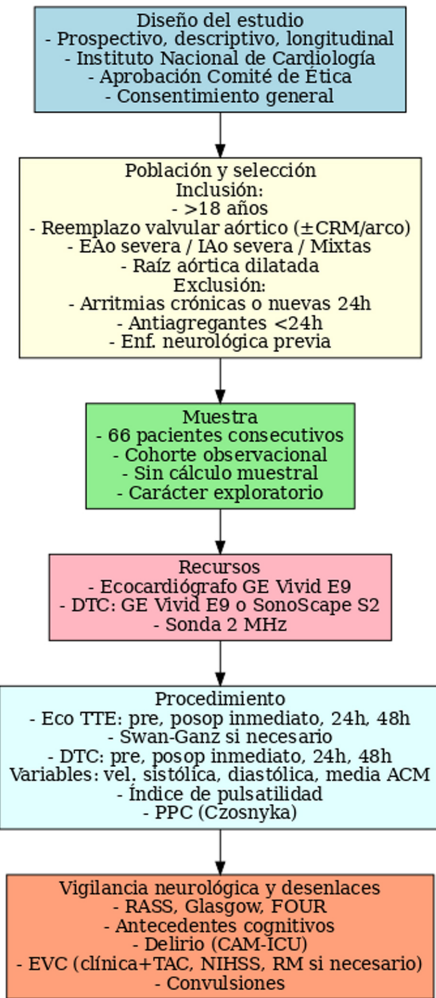 Diseño del estudio
- Prospectivo, descriptivo, longitudinal
- Instituto Nacional de Cardiología
- Aprobación Comité de Ética
- Consentimiento general
Población y selección
Inclusión:
- >18 años
- Reemplazo valvular aórtico (±CRM/arco)
- EAo severa / IAo severa / Mixtas
- Raíz aórtica dilatada
Exclusión:
- Arritmias crónicas o nuevas 24h
- Antiagregantes <24h
- Enf. neurológica previa
Muestra
- 66 pacientes consecutivos
- Cohorte observacional
- Sin cálculo muestral
- Carácter exploratorio
Recursos
- Ecocardiógrafo GE Vivid E9
- DTC: GE Vivid E9 o SonoScape S2
- Sonda 2 MHz
Procedimiento
- Eco TTE: pre, posop inmediato, 24h, 48h
- Swan-Ganz si necesario
- DTC: pre, posop inmediato, 24h, 48h
Variables: vel. sistólica, diastólica, media ACM
- Índice de pulsatilidad
- PPC (Czosnyka)
Vigilancia neurológica y desenlaces
- RASS, Glasgow, FOUR
- Antecedentes cognitivos
- Delirio (CAM-ICU)
- EVC (clínica+TAC, NIHSS, RM si necesario)
- Convulsiones